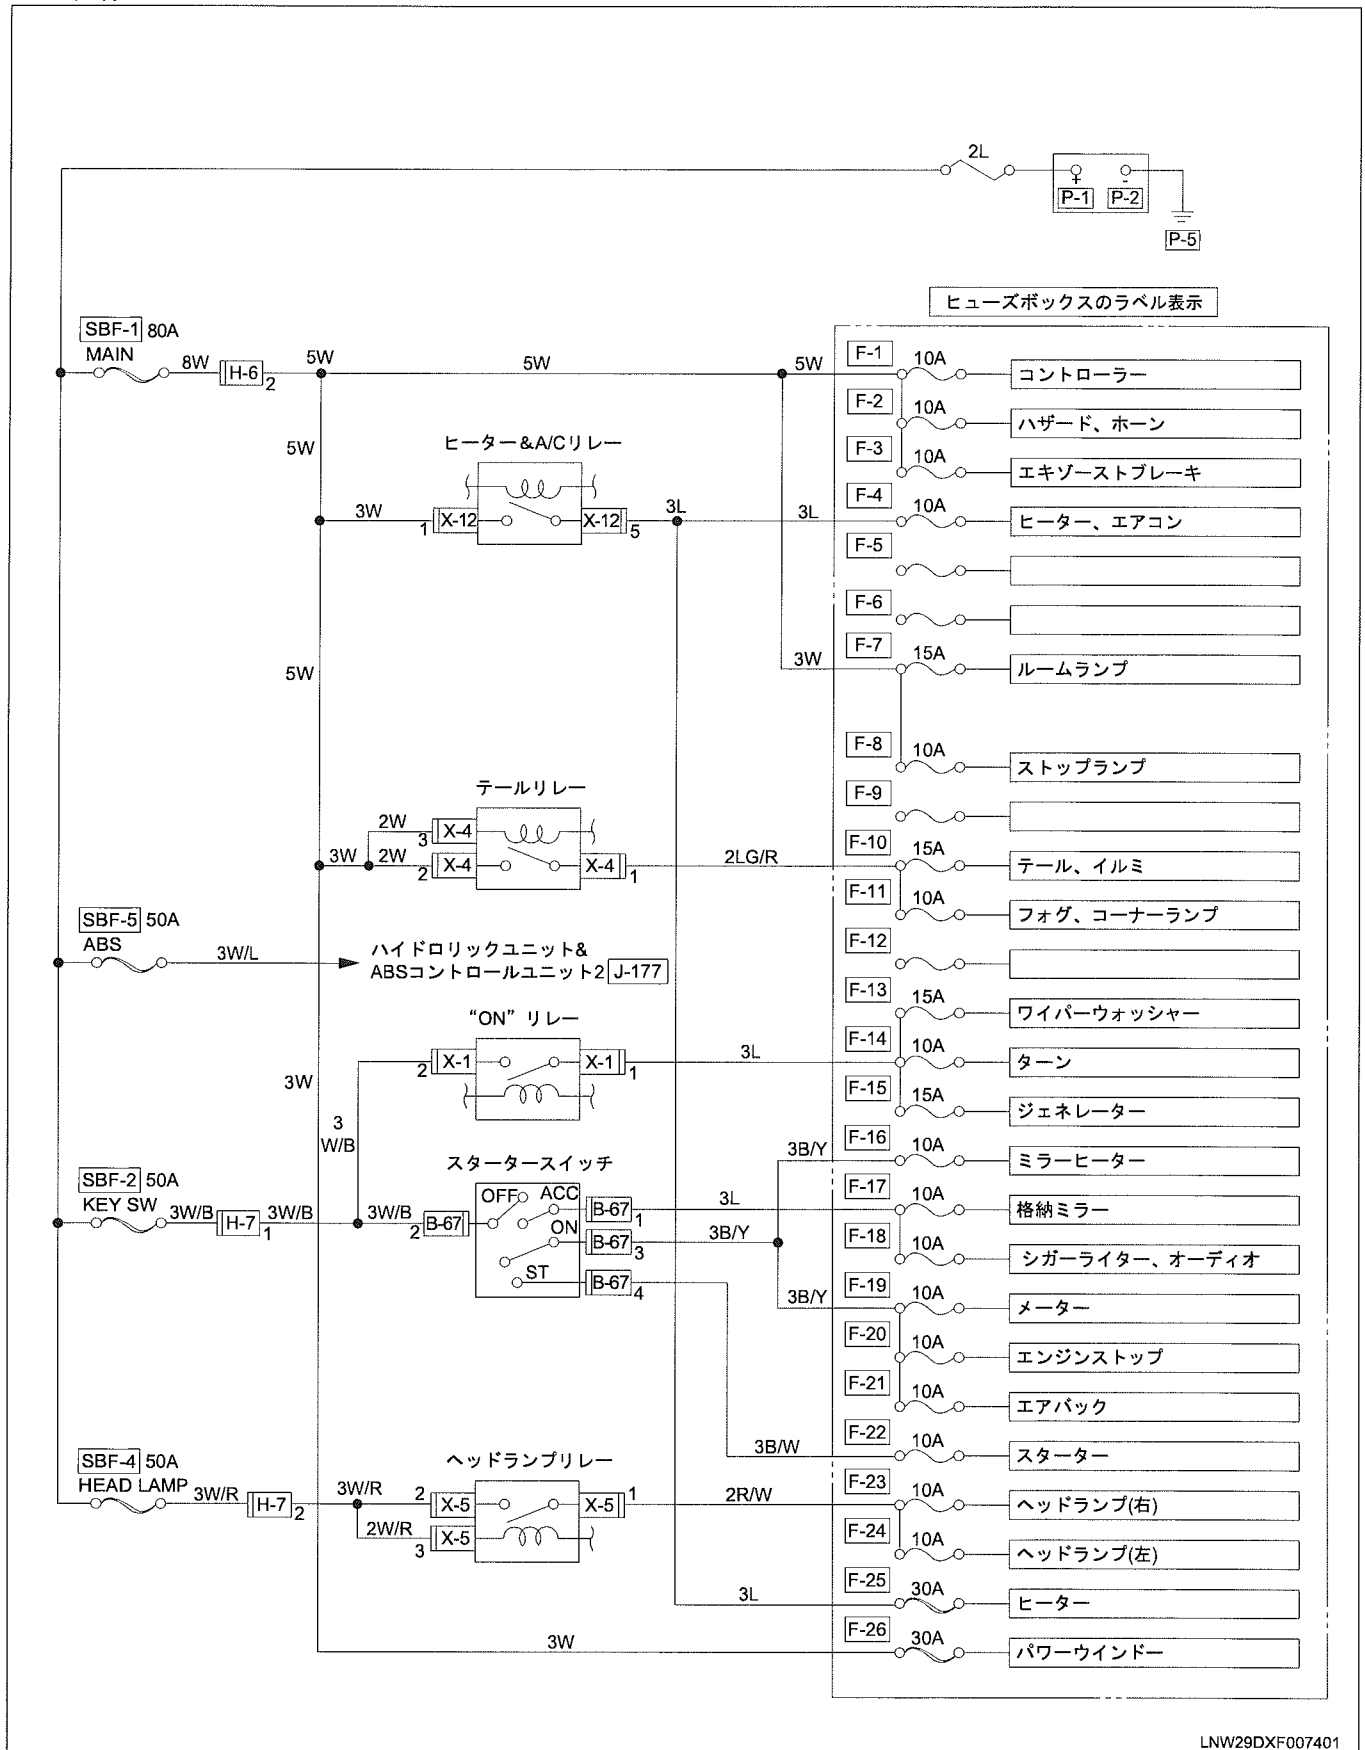 2L
P-1 P-2
+ -
P-5
ヒューズボックスのラベル表示
SBF-1 80A
MAIN
8W H-6 2 5W 5W 5W F-1 10A コントローラー
F-2 10A ハザード、ホーン
5W ヒーター&A/Cリレー F-3 10A エキゾーストブレーキ
3W 1 X-12 X-12 5 3L 3L F-4 10A ヒーター、エアコン
F-5
F-6
5W 3W F-7 15A ルームランプ
F-8 10A ストップランプ
テールリレー F-9
2W 3 X-4
3W 2W 2 X-4 X-4 1 2LG/R F-10 15A テール、イルミ
F-11 10A フォグ、コーナーランプ
SBF-5 50A
ABS
3W/L ハイドロリックユニット&
ABSコントロールユニット2 J-177
F-12
“ON” リレー F-13 15A ワイパーウォッシャー
2 X-1 X-1 1 3L F-14 10A ターン
3W F-15 15A ジェネレーター
3
W/B
3B/Y F-16 10A ミラーヒーター
スタータースイッチ
SBF-2 50A
KEY SW
3W/B H-7 1 3W/B 3W/B 2 B-67 OFF ACC B-67 1 3L F-17 10A 格納ミラー
ON B-67 3 3B/Y F-18 10A シガーライター、オーディオ
ST B-67 4
3B/Y F-19 10A メーター
F-20 10A エンジンストップ
F-21 10A エアバック
3B/W F-22 10A スターター
ヘッドランプリレー
SBF-4 50A
HEAD LAMP
3W/R H-7 2 3W/R 2 X-5 X-5 1 2R/W F-23 10A ヘッドランプ(右)
2W/R 3 X-5 F-24 10A ヘッドランプ(左)
3L F-25 30A ヒーター
3W F-26 30A パワーウインドー
LNW29DXF007401